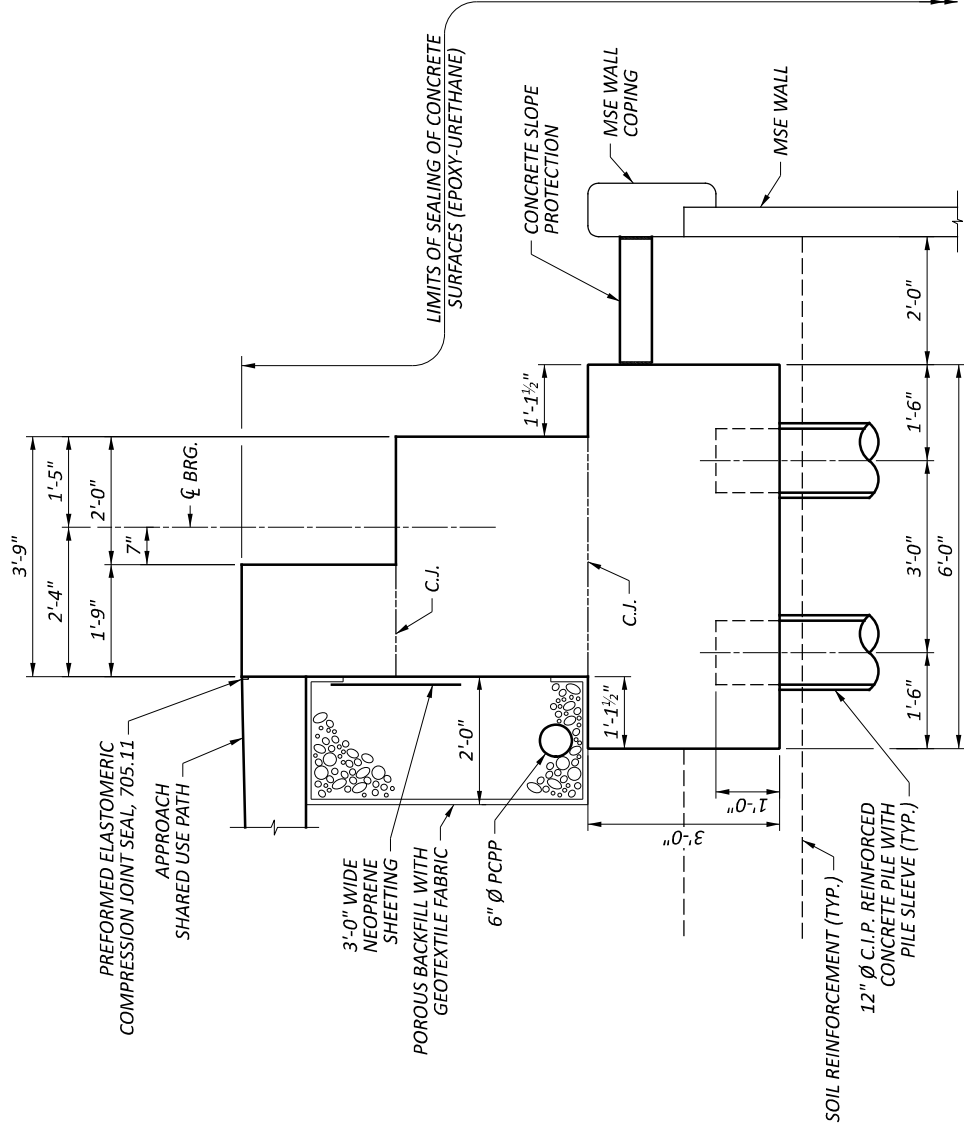 3'-9"
2'-4"
1'-5"
1'-9"
2'-0"
7"
℄ BRG.
LIMITS OF SEALING OF CONCRETE
SURFACES (EPOXY-URETHANE)
PREFORMED ELASTOMERIC
COMPRESSION JOINT SEAL, 705.11
APPROACH
SHARED USE PATH
C.J.
1'-1½"
CONCRETE SLOPE
PROTECTION
MSE WALL
COPING
MSE WALL
3'-0" WIDE
NEOPRENE
SHEETING
2'-0"
POROUS BACKFILL WITH
GEOTEXTILE FABRIC
6" Ø PCPP
C.J.
1'-1½"
3'-0"
1'-0"
SOIL REINFORCEMENT (TYP.)
12" Ø C.I.P. REINFORCED
CONCRETE PILE WITH
PILE SLEEVE (TYP.)
1'-6"
3'-0"
1'-6"
2'-0"
6'-0"